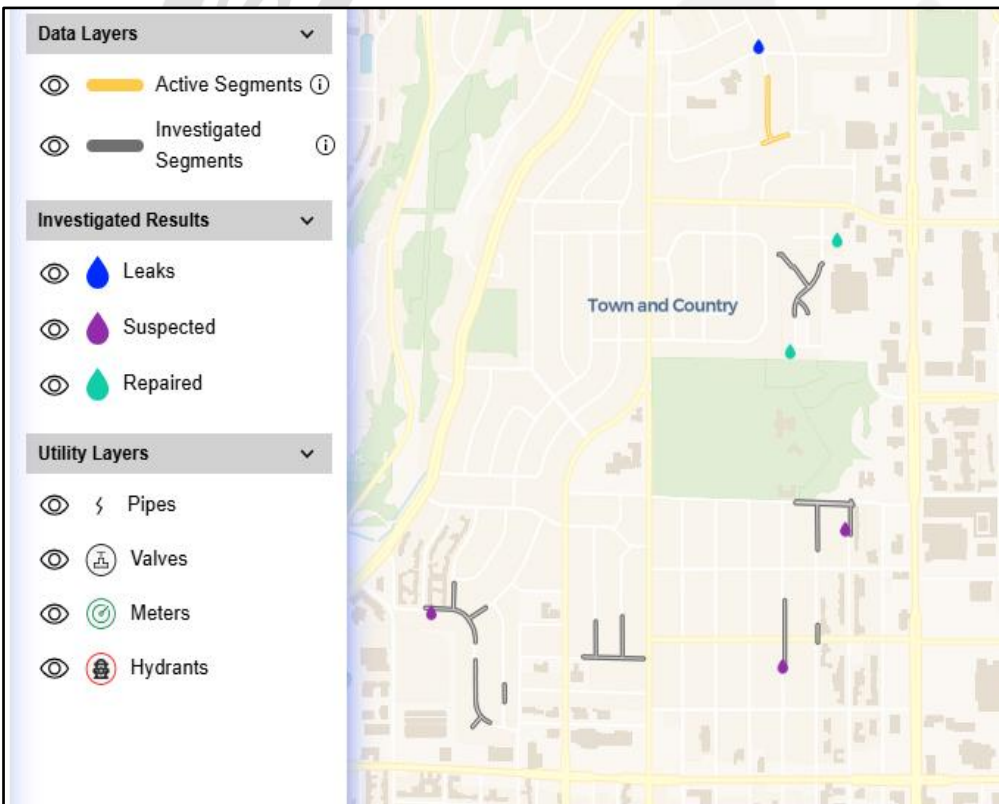 Data Layers
Active Segments
Investigated
Segments
Investigated Results
Leaks
Suspected
Repaired
Utility Layers
Pipes
Valves
Meters
Hydrants
Town and Country